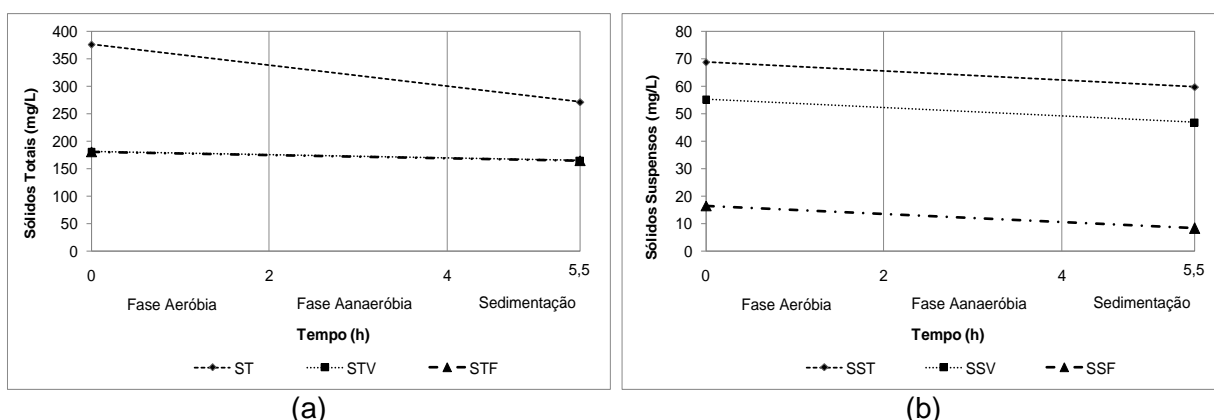 Sólidos Totais (mg/L)
400
350
300
250
200
150
100
50
0
0
2
4
5,5
Fase Aeróbia
Fase Aanaeróbia
Sedimentação
Tempo (h)
ST
STV
STF
(a)
Sólidos Suspensos (mg/L)
80
70
60
50
40
30
20
10
0
0
2
4
5,5
Fase Aeróbia
Fase Aanaeróbia
Sedimentação
Tempo (h)
SST
SSV
SSF
(b)